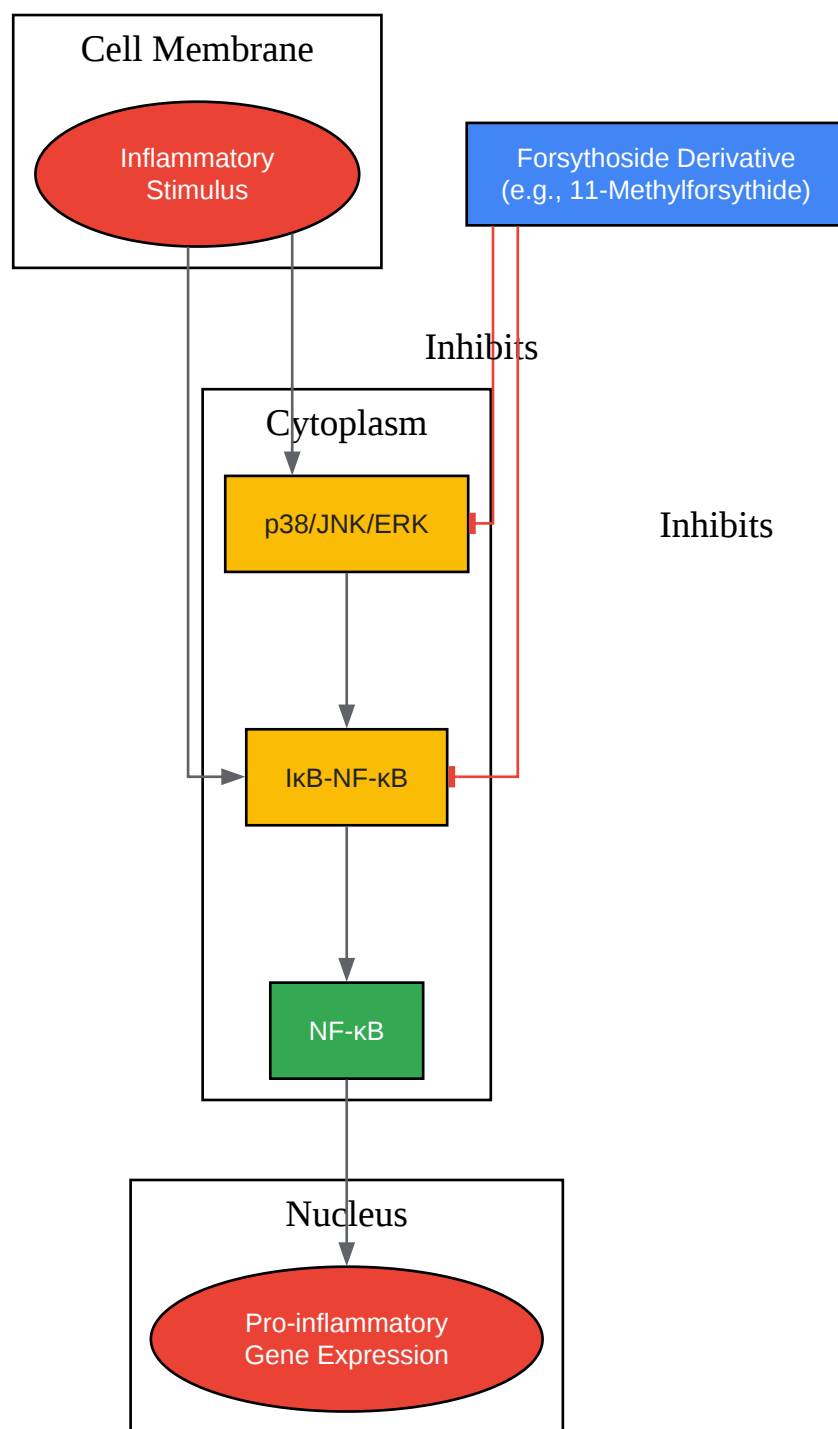 Cell Membrane
Inflammatory
Stimulus
Forsythoside Derivative
(e.g., 11-Methylforsythide)
Inhibits
Cytoplasm
p38/JNK/ERK
Inhibits
IκB-NF-κB
NF-κB
Nucleus
Pro-inflammatory
Gene Expression